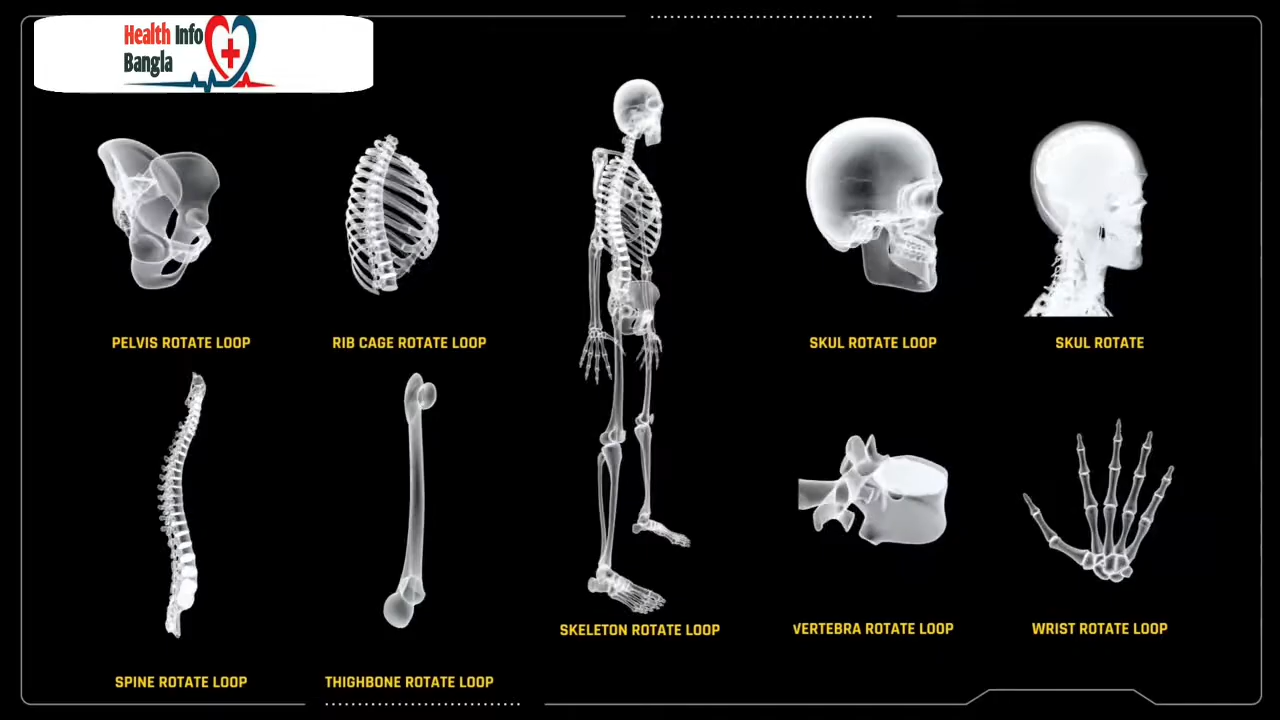 Health Info
Bangla
PELVIS ROTATE LOOP
RIB CAGE ROTATE LOOP
SKUL ROTATE LOOP
SKUL ROTATE
SKELETON ROTATE LOOP
VERTEBRA ROTATE LOOP
WRIST ROTATE LOOP
SPINE ROTATE LOOP
THIGHBONE ROTATE LOOP